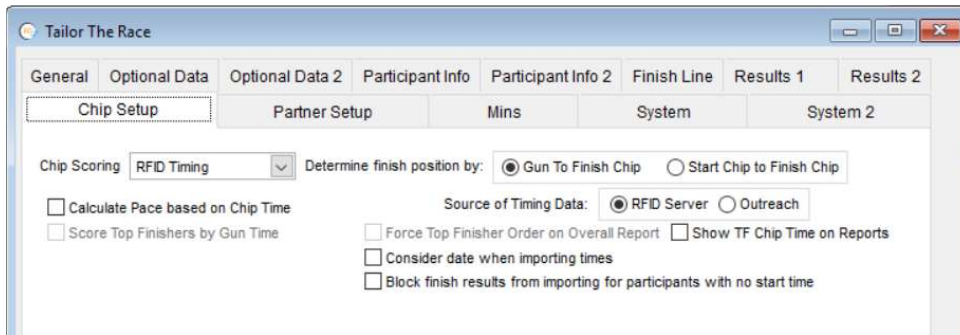 Tailor The Race
General Optional Data Optional Data 2 Participant Info Participant Info 2 Finish Line Results 1 Results 2
Chip Setup Partner Setup Mins System System 2
Chip Scoring RFID Timing Determine finish position by: Gun To Finish Chip Start Chip to Finish Chip
Calculate Pace based on Chip Time Source of Timing Data: RFID Server Outreach
Score Top Finishers by Gun Time Force Top Finisher Order on Overall Report Show TF Chip Time on Reports
Consider date when importing times
Block finish results from importing for participants with no start time